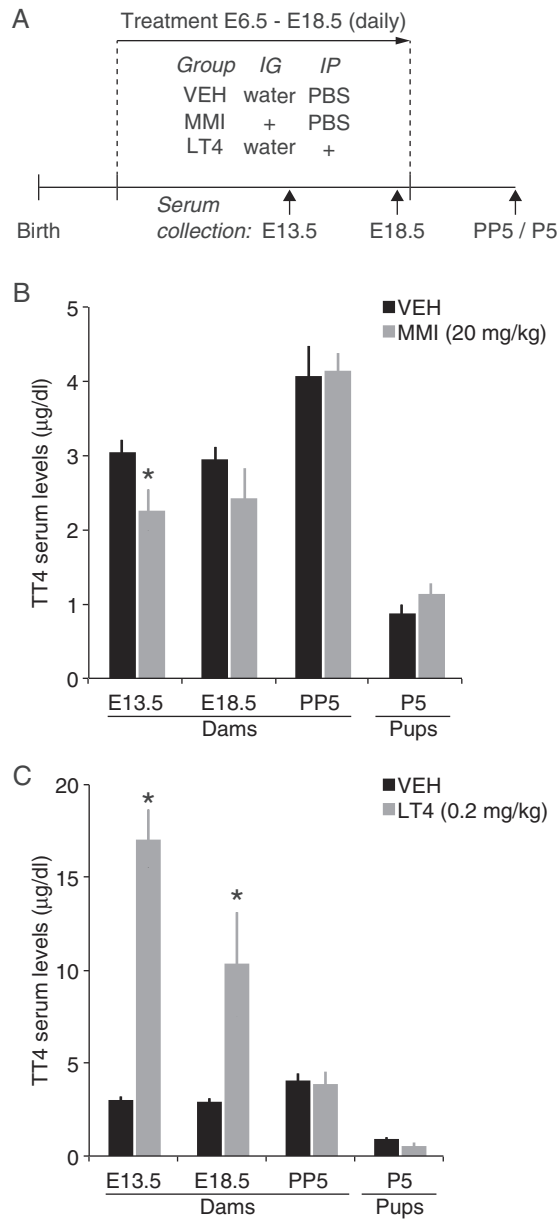 A
Treatment E6.5 - E18.5 (daily)
Group IG IP
VEH water PBS
MMI + PBS
LT4 water +
Serum
collection: E13.5 E18.5 PP5 / P5
Birth
B
VEH
MMI (20 mg/kg)
TT4 serum levels (µg/dl)
5
4
3
2
1
0
*
E13.5 E18.5 PP5 P5
Dams Pups
C
VEH
LT4 (0.2 mg/kg)
TT4 serum levels (µg/dl)
20
15
10
5
0
*
*
E13.5 E18.5 PP5 P5
Dams Pups